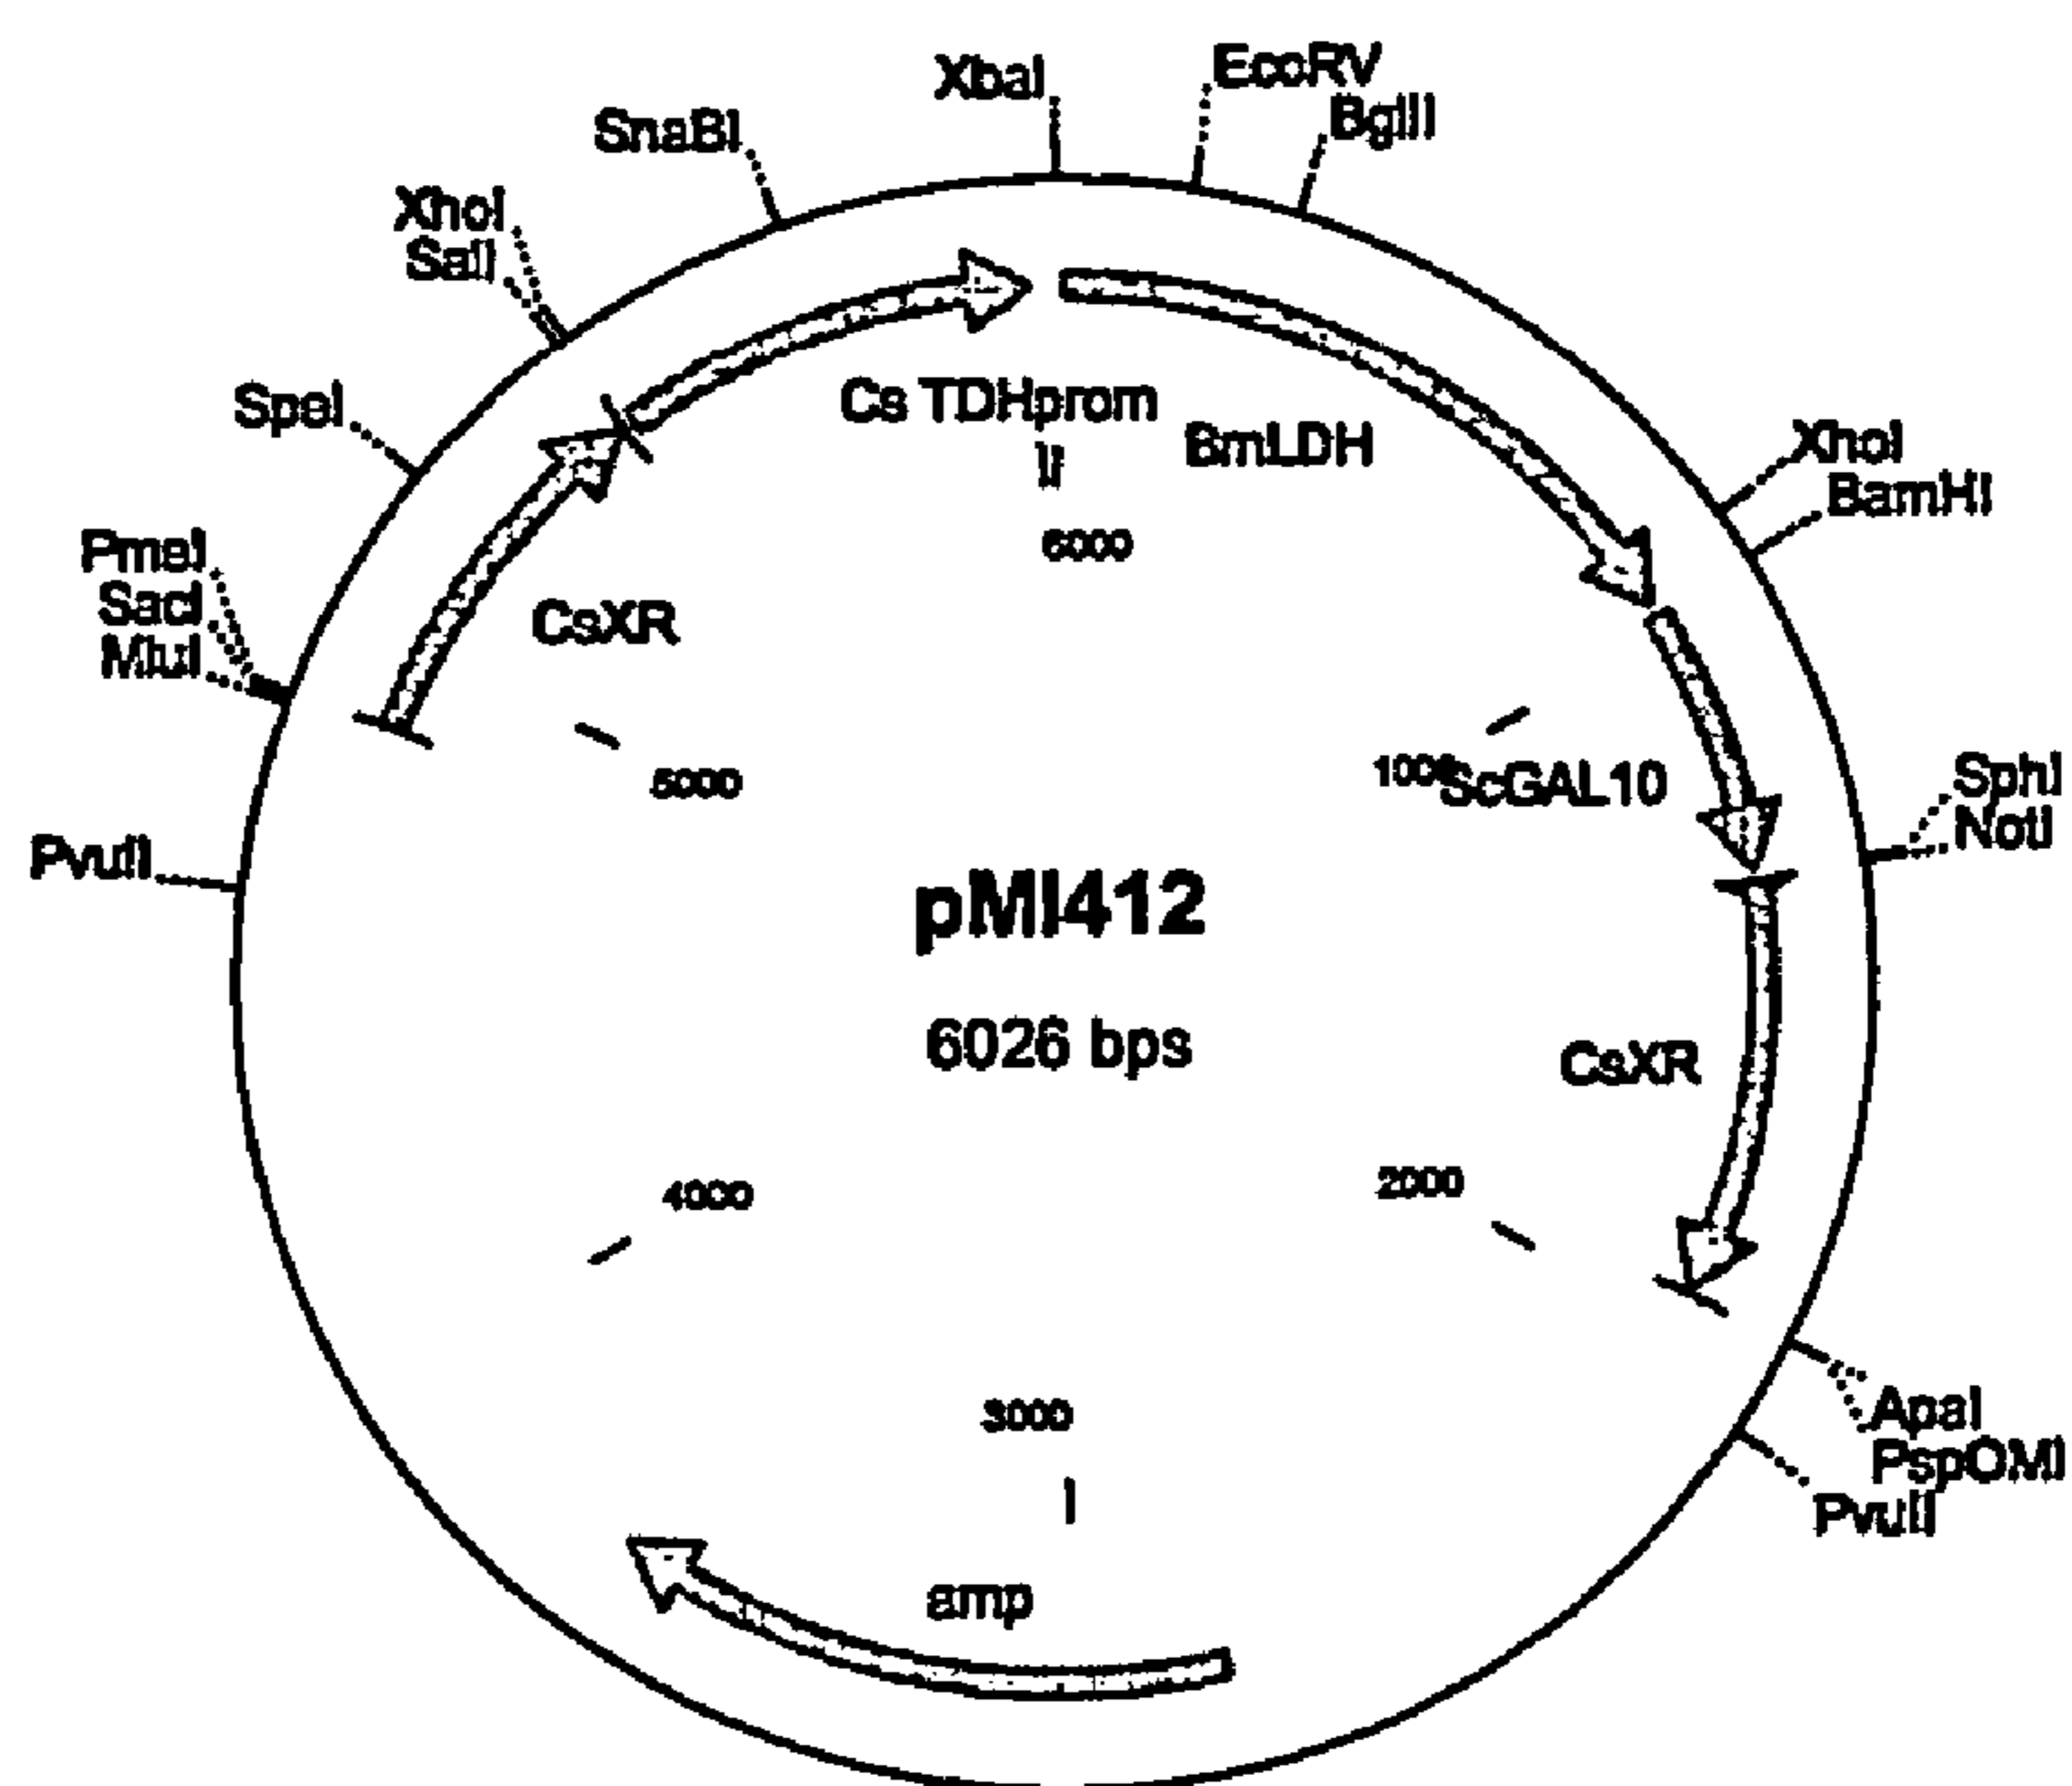 XbaI
EcoRV
BglII
SnaBI
XhoI
SalI
SpeI
Cs TDHprom
BmLDH
XhoI
BamHI
6000
PmeI
SacI
MluI
CsXR
5000
1000
ScGAL10
SphI
NotI
PvuII
pMI412
6026 bps
CsXR
4000
2000
3000
ApaI
PspOMI
PvuII
amp